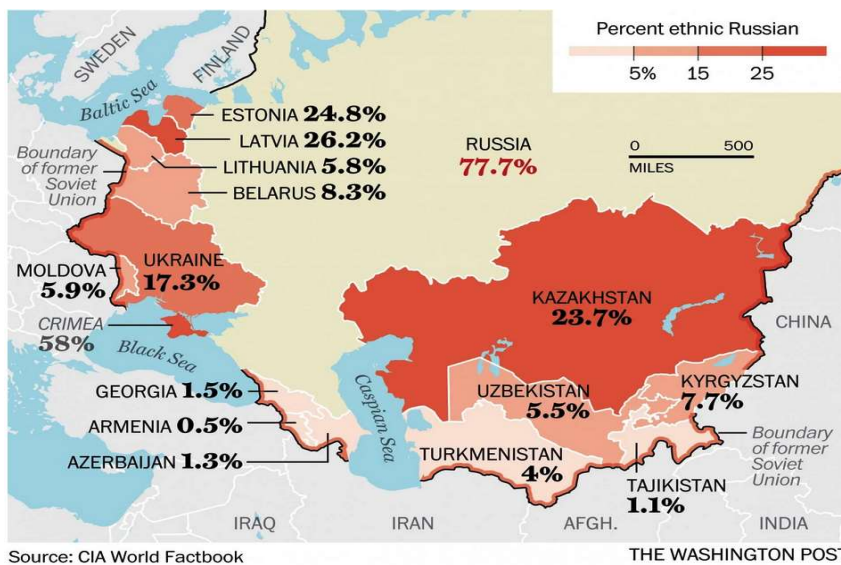 Percent ethnic Russian
5% 15 25
SWEDEN
FINLAND
Baltic Sea
ESTONIA 24.8%
LATVIA 26.2%
LITHUANIA 5.8%
BELARUS 8.3%
RUSSIA
77.7%
0 500
MILES
Boundary
of former
Soviet
Union
UKRAINE
17.3%
MOLDOVA
5.9%
CRIMEA
58%
Black Sea
KAZAKHSTAN
23.7%
CHINA
GEORGIA 1.5%
ARMENIA 0.5%
AZERBAIJAN 1.3%
Caspian Sea
UZBEKISTAN
5.5%
KYRGYZSTAN
7.7%
TURKMENISTAN
4%
TAJIKISTAN
1.1%
Boundary
of former
Soviet
Union
IRAQ
IRAN
AFGH.
INDIA
Source: CIA World Factbook
THE WASHINGTON POST